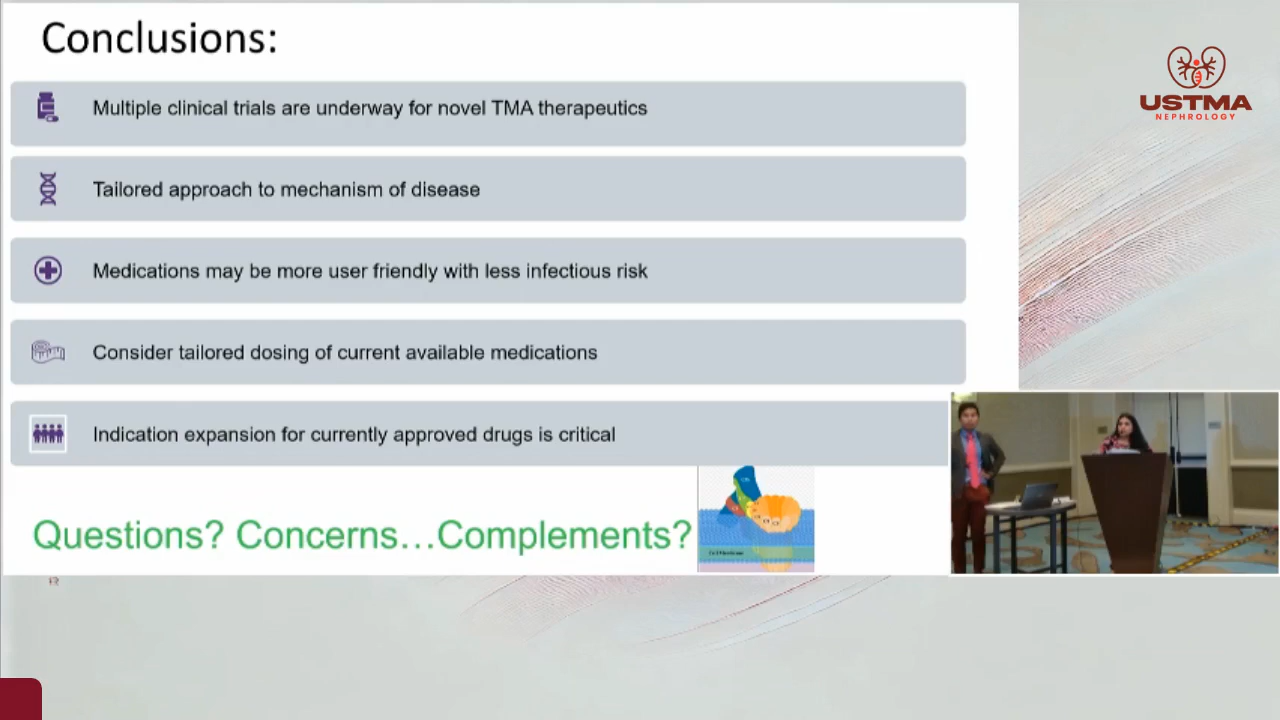 Conclusions:
USTMA
NEPHROLOGY
Multiple clinical trials are underway for novel TMA therapeutics
Tailored approach to mechanism of disease
Medications may be more user friendly with less infectious risk
Consider tailored dosing of current available medications
Indication expansion for currently approved drugs is critical
Questions? Concerns…Complements?